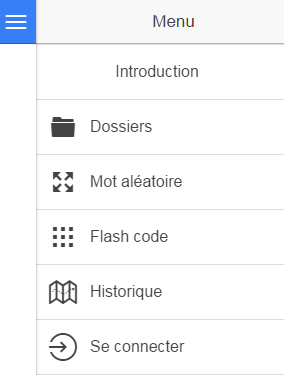 Menu
Introduction
Dossiers
Mot aléatoire
Flash code
Historique
Se connecter